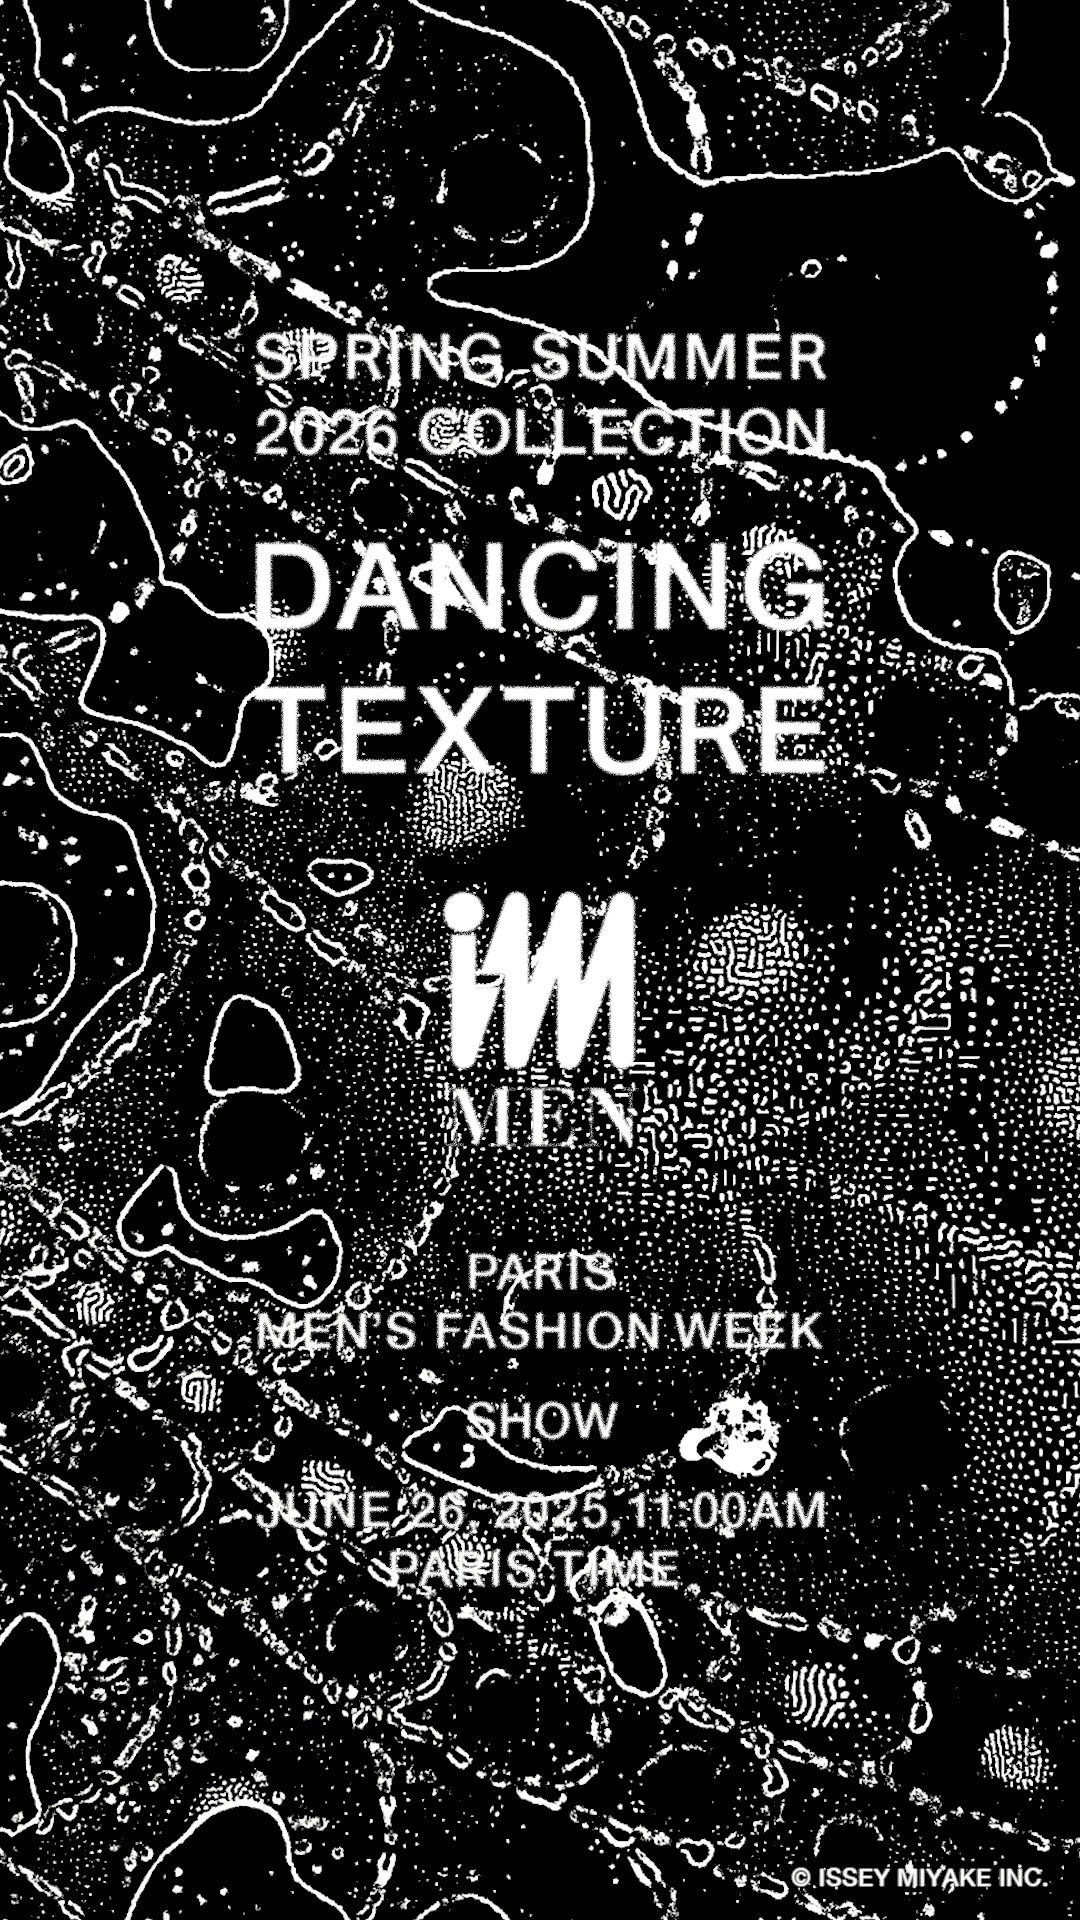 SPRING SUMMER
2026 COLLECTION
DANCING
TEXTURE
im
MEN
PARIS
MEN'S FASHION WEEK
SHOW
JUNE 26, 2025, 11:00AM
PARIS TIME
© ISSEY MIYAKE INC.